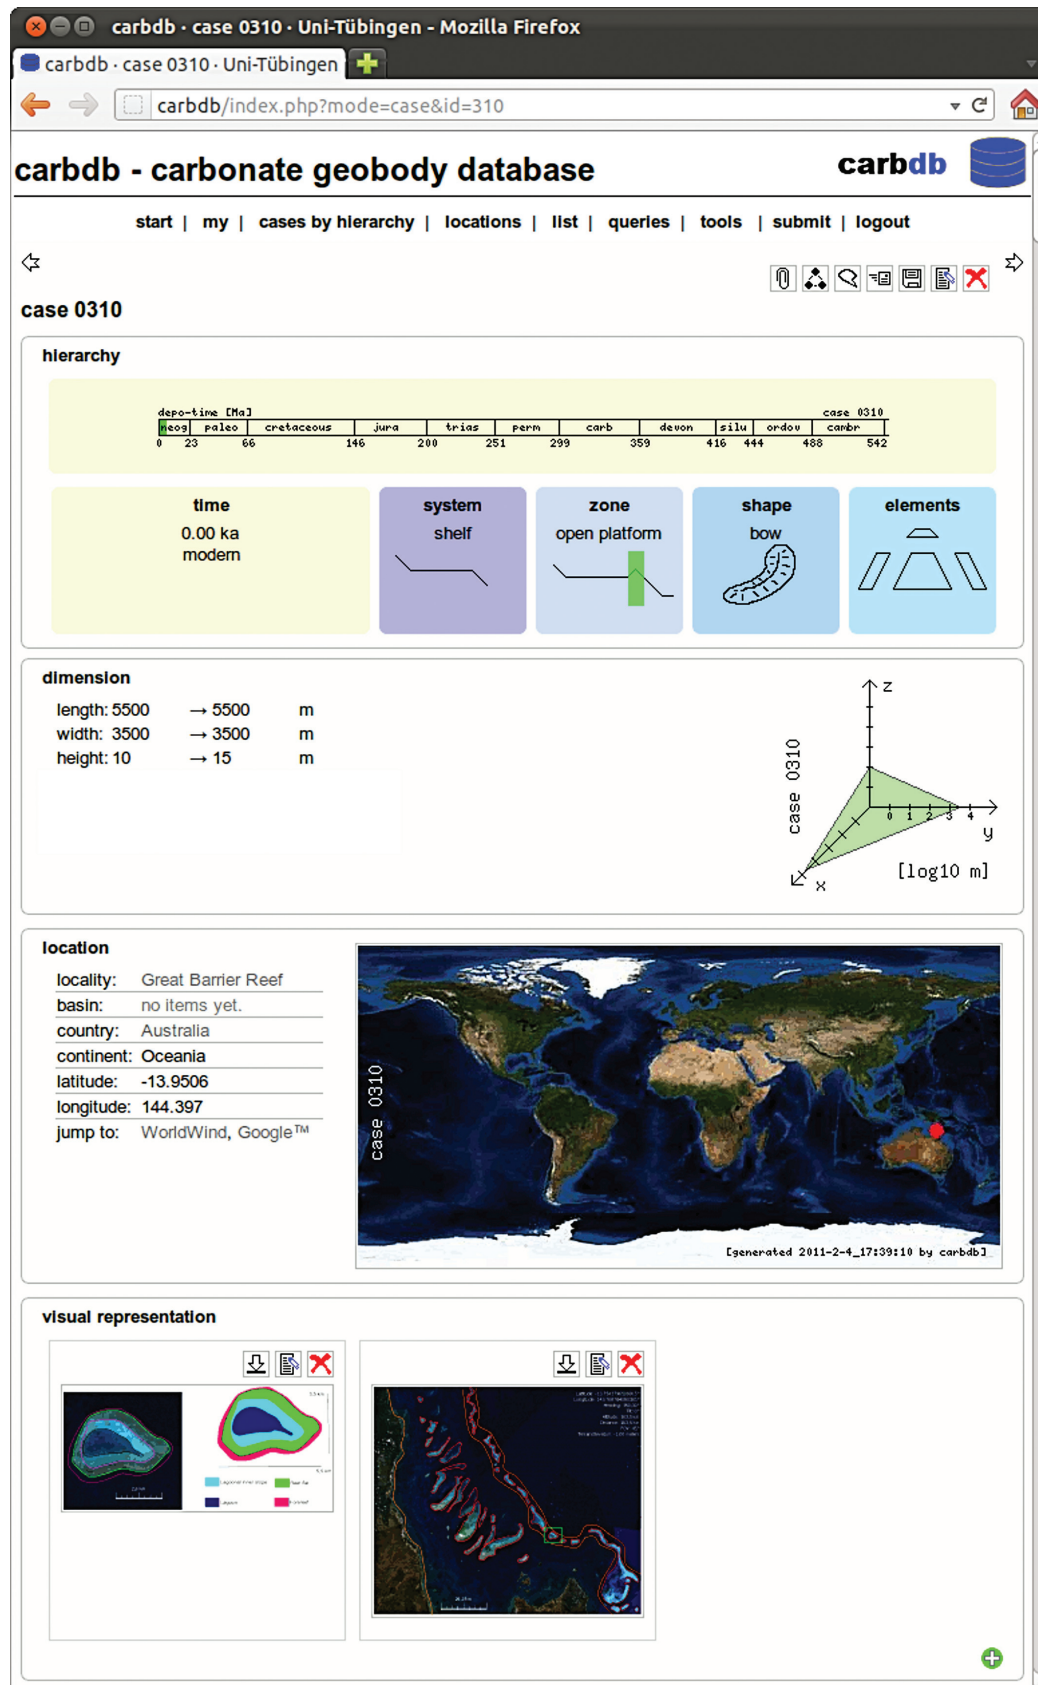 carbdb · case 0310 · Uni-Tübingen - Mozilla Firefox
carbdb · case 0310 · Uni-Tübingen
carbdb/index.php?mode=case&id=310
carbdb - carbonate geobody database
carbdb
start | my | cases by hierarchy | locations | list | queries | tools | submit | logout
case 0310
hierarchy
depo-time [Ma] case 0310
neog paleo cretaceous jura trias perm carb devon silu ordov cambr
0 23 66 146 200 251 299 359 416 444 488 542
time
0.00 ka
modern
system
shelf
zone
open platform
shape
bow
elements
dimension
length: 5500 → 5500 m
width: 3500 → 3500 m
height: 10 → 15 m
case 0310
z
0 1 2 3 4
y
x
[log10 m]
location
locality: Great Barrier Reef
basin: no items yet.
country: Australia
continent: Oceania
latitude: -13.9506
longitude: 144.397
jump to: WorldWind, Google™
case 0310
[generated 2011-2-4_17:39:10 by carbdb]
visual representation